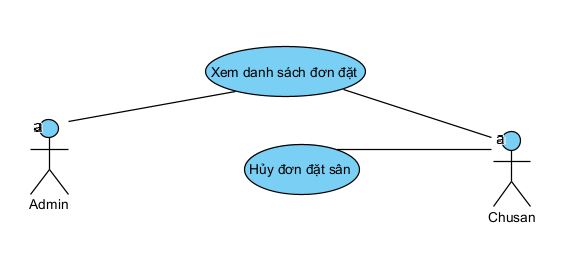 Xem danh sách đơn đặt
a
a
Hủy đơn đặt sân
Admin
Chusan